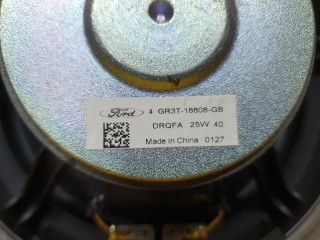 Ford 4 GR3T-18808-GB
DRQFA 25W 4Ω
Made in China 0127